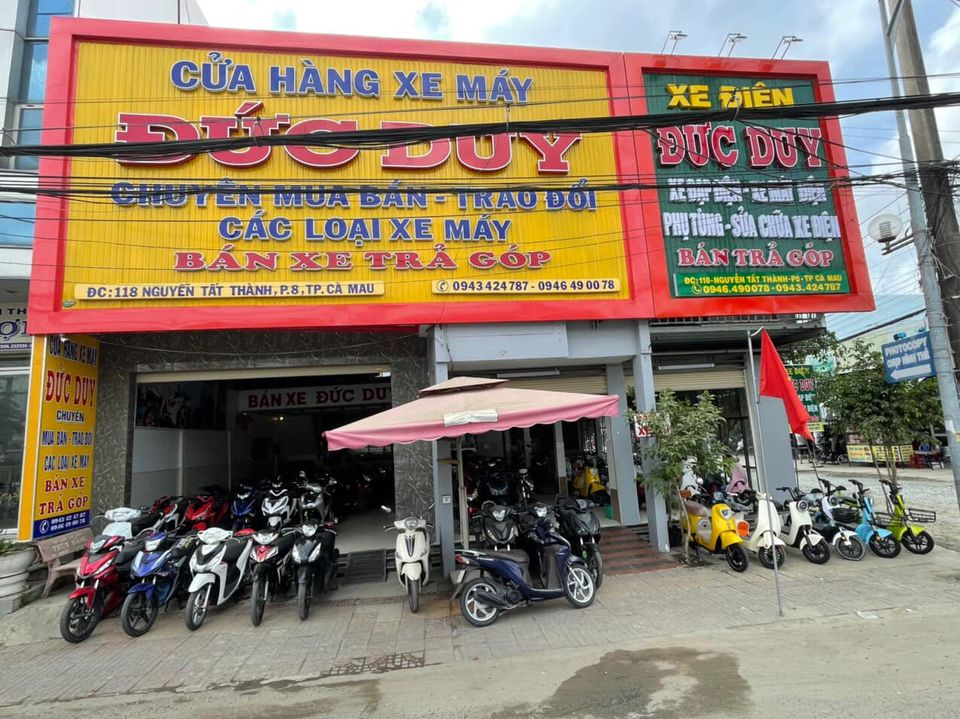 CỬA HÀNG XE MÁY
ĐỨC DUY
CHUYÊN MUA BÁN - TRAO ĐỔI
CÁC LOẠI XE MÁY
BÁN XE TRẢ GÓP
ĐC: 118 NGUYỄN TẤT THÀNH, P.8, TP. CÀ MAU
0943 424787 - 0946 49 00 78
XE ĐIỆN
ĐỨC DUY
XE ĐẠP ĐIỆN - XE MÁY ĐIỆN
PHỤ TÙNG - SỬA CHỮA XE ĐIỆN
BÁN TRẢ GÓP
ĐC: 118 - NGUYỄN TẤT THÀNH - P8 - TP CÀ MAU
0946.490078 - 0943.424787
CỬA HÀNG XE MÁY
ĐỨC DUY
CHUYÊN
MUA BÁN - TRAO ĐỔI
CÁC LOẠI XE MÁY
BÁN XE
TRẢ GÓP
BÁN XE ĐỨC DUY
PHOTOCOPY